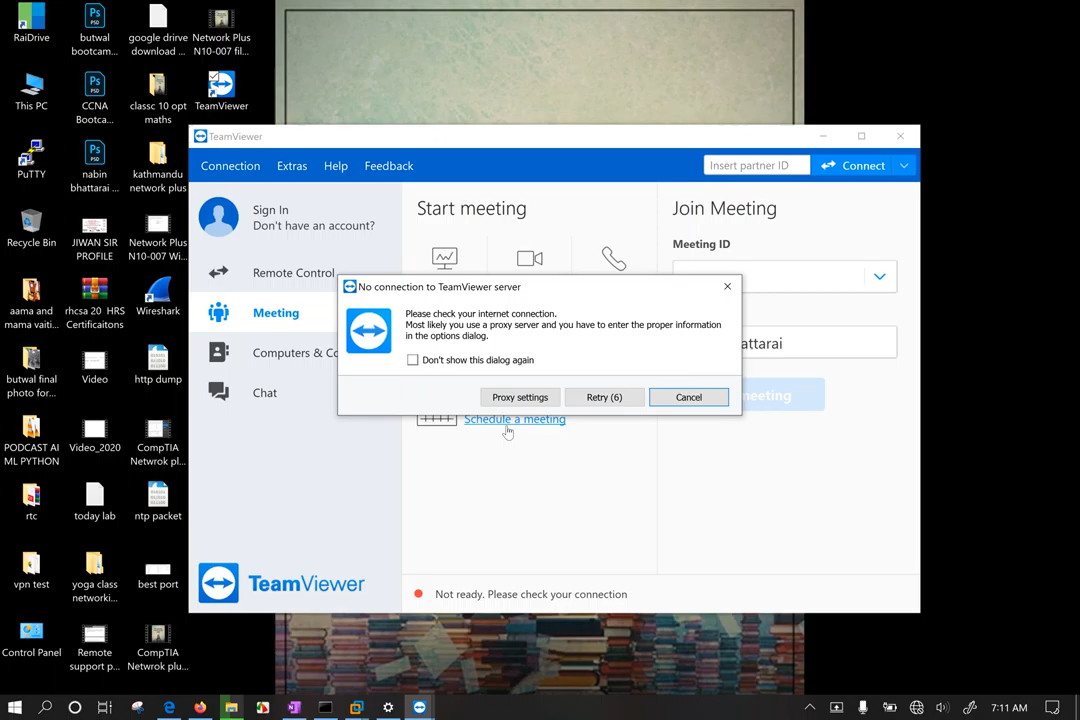 RaiDrive
butwal
bootcam...
google drirve
download ...
Network Plus
N10-007 fil...
This PC
CCNA
Bootca...
classc 10 opt
maths
TeamViewer
PuTTY
nabin
bhattarai ...
kathmandu
network plus
Recycle Bin
JIWAN SIR
PROFILE
Network Plus
N10-007 Wi...
aama and
mama vaiti...
rhcsa 20 HRS
Certificaitons
Wireshark
butwal final
photo for...
Video
http dump
PODCAST AI
ML PYTHON
Video_2020
CompTIA
Netwrok pl...
rtc
today lab
ntp packet
vpn test
yoga class
networki...
best port
Control Panel
Remote
support p...
CompTIA
Netwrok plu...
TeamViewer
Connection Extras Help Feedback
Insert partner ID
Connect
Sign In
Don't have an account?
Remote Control
Meeting
Computers & Co
Chat
TeamViewer
Start meeting
Join Meeting
Meeting ID
attarai
meeting
Schedule a meeting
No connection to TeamViewer server
Please check your internet connection.
Most likely you use a proxy server and you have to enter the proper information
in the options dialog.
Don't show this dialog again
Proxy settings
Retry (6)
Cancel
Not ready. Please check your connection
7:11 AM